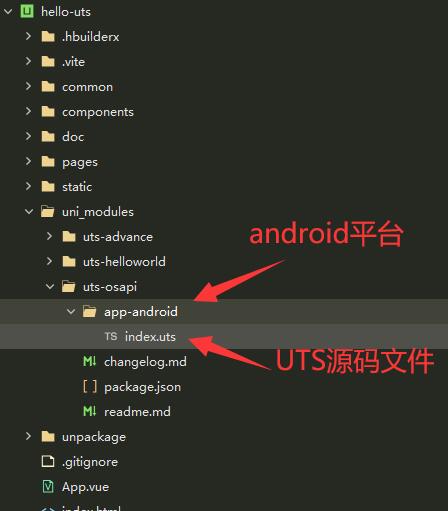 hello-uts
.hbuilderx
.vite
common
components
doc
pages
static
uni_modules
uts-advance
android平台
uts-helloworld
uts-osapi
app-android
TS index.uts
UTS源码文件
M↓ changelog.md
[ ] package.json
M↓ readme.md
unpackage
.gitignore
App.vue
index.html